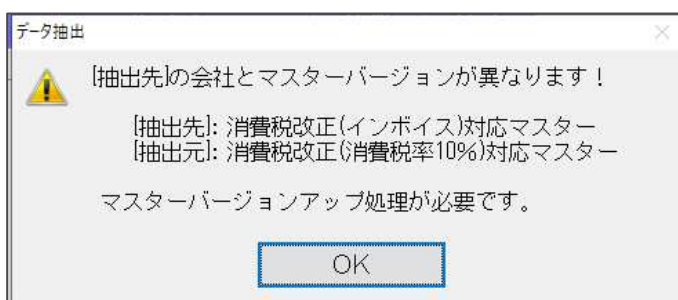 データ抽出
[抽出先]の会社とマスターバージョンが異なります！
[抽出先]: 消費税改正(インボイス)対応マスター
[抽出元]: 消費税改正(消費税率10%)対応マスター
マスターバージョンアップ処理が必要です。
OK